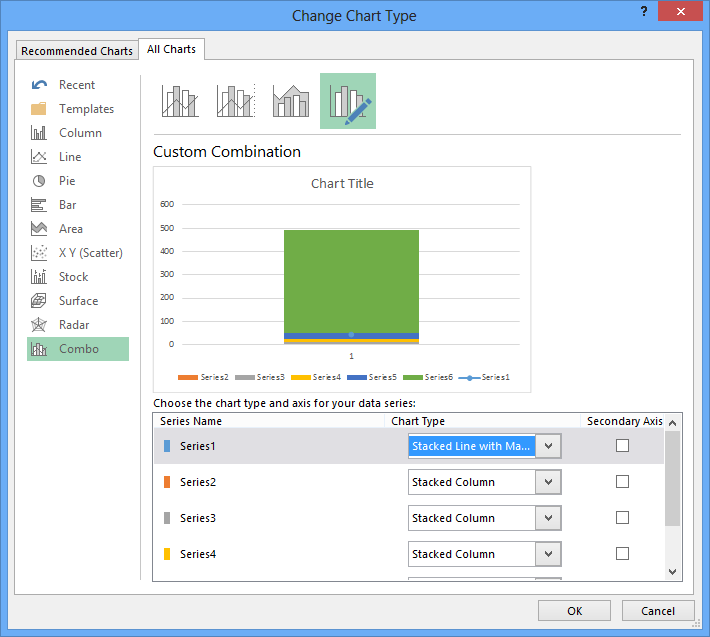 Change Chart Type
?
Recommended Charts
All Charts
Recent
Templates
Column
Line
Pie
Bar
Area
X Y (Scatter)
Stock
Surface
Radar
Combo
Custom Combination
Chart Title
600
500
400
300
200
100
0
1
Series2 Series3 Series4 Series5 Series6 Series1
Choose the chart type and axis for your data series:
Series Name Chart Type Secondary Axis
Series1 Stacked Line with Ma...
Series2 Stacked Column
Series3 Stacked Column
Series4 Stacked Column
OK Cancel